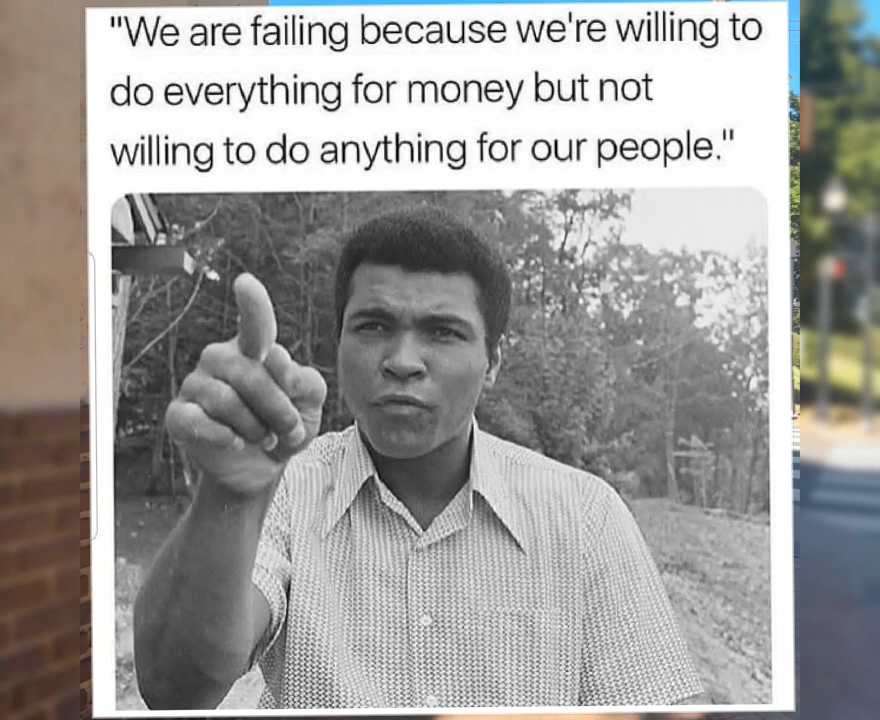 "We are failing because we're willing to
do everything for money but not
willing to do anything for our people."